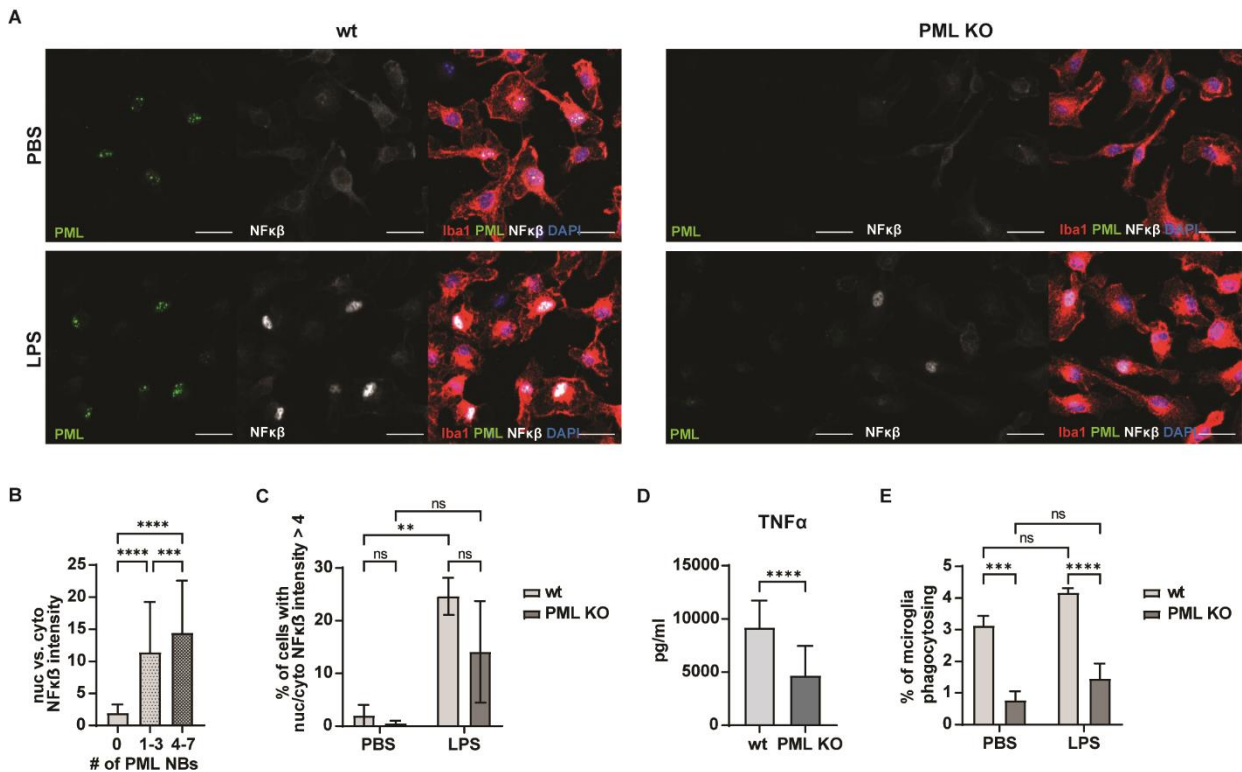 A
wt
PML KO
PBS
PML
NFκβ
Iba1 PML NFκβ DAPI
PML
NFκβ
Iba1 PML NFκβ DAPI
LPS
PML
NFκβ
Iba1 PML NFκβ DAPI
PML
NFκβ
Iba1 PML NFκβ DAPI
B
nuc vs. cyto
NFκß intensity
25
20
15
10
5
0
****
**** ***
0 1-3 4-7
# of PML NBs
C
% of cells with
nuc/cyto NFκß intensity > 4
30
20
10
0
ns
**
ns
ns
PBS LPS
wt
PML KO
D
TNFα
pg/ml
15000
10000
5000
0
****
wt PML KO
E
% of mciroglia
phagocytosing
5
4
3
2
1
0
ns
ns
***
****
PBS LPS
wt
PML KO